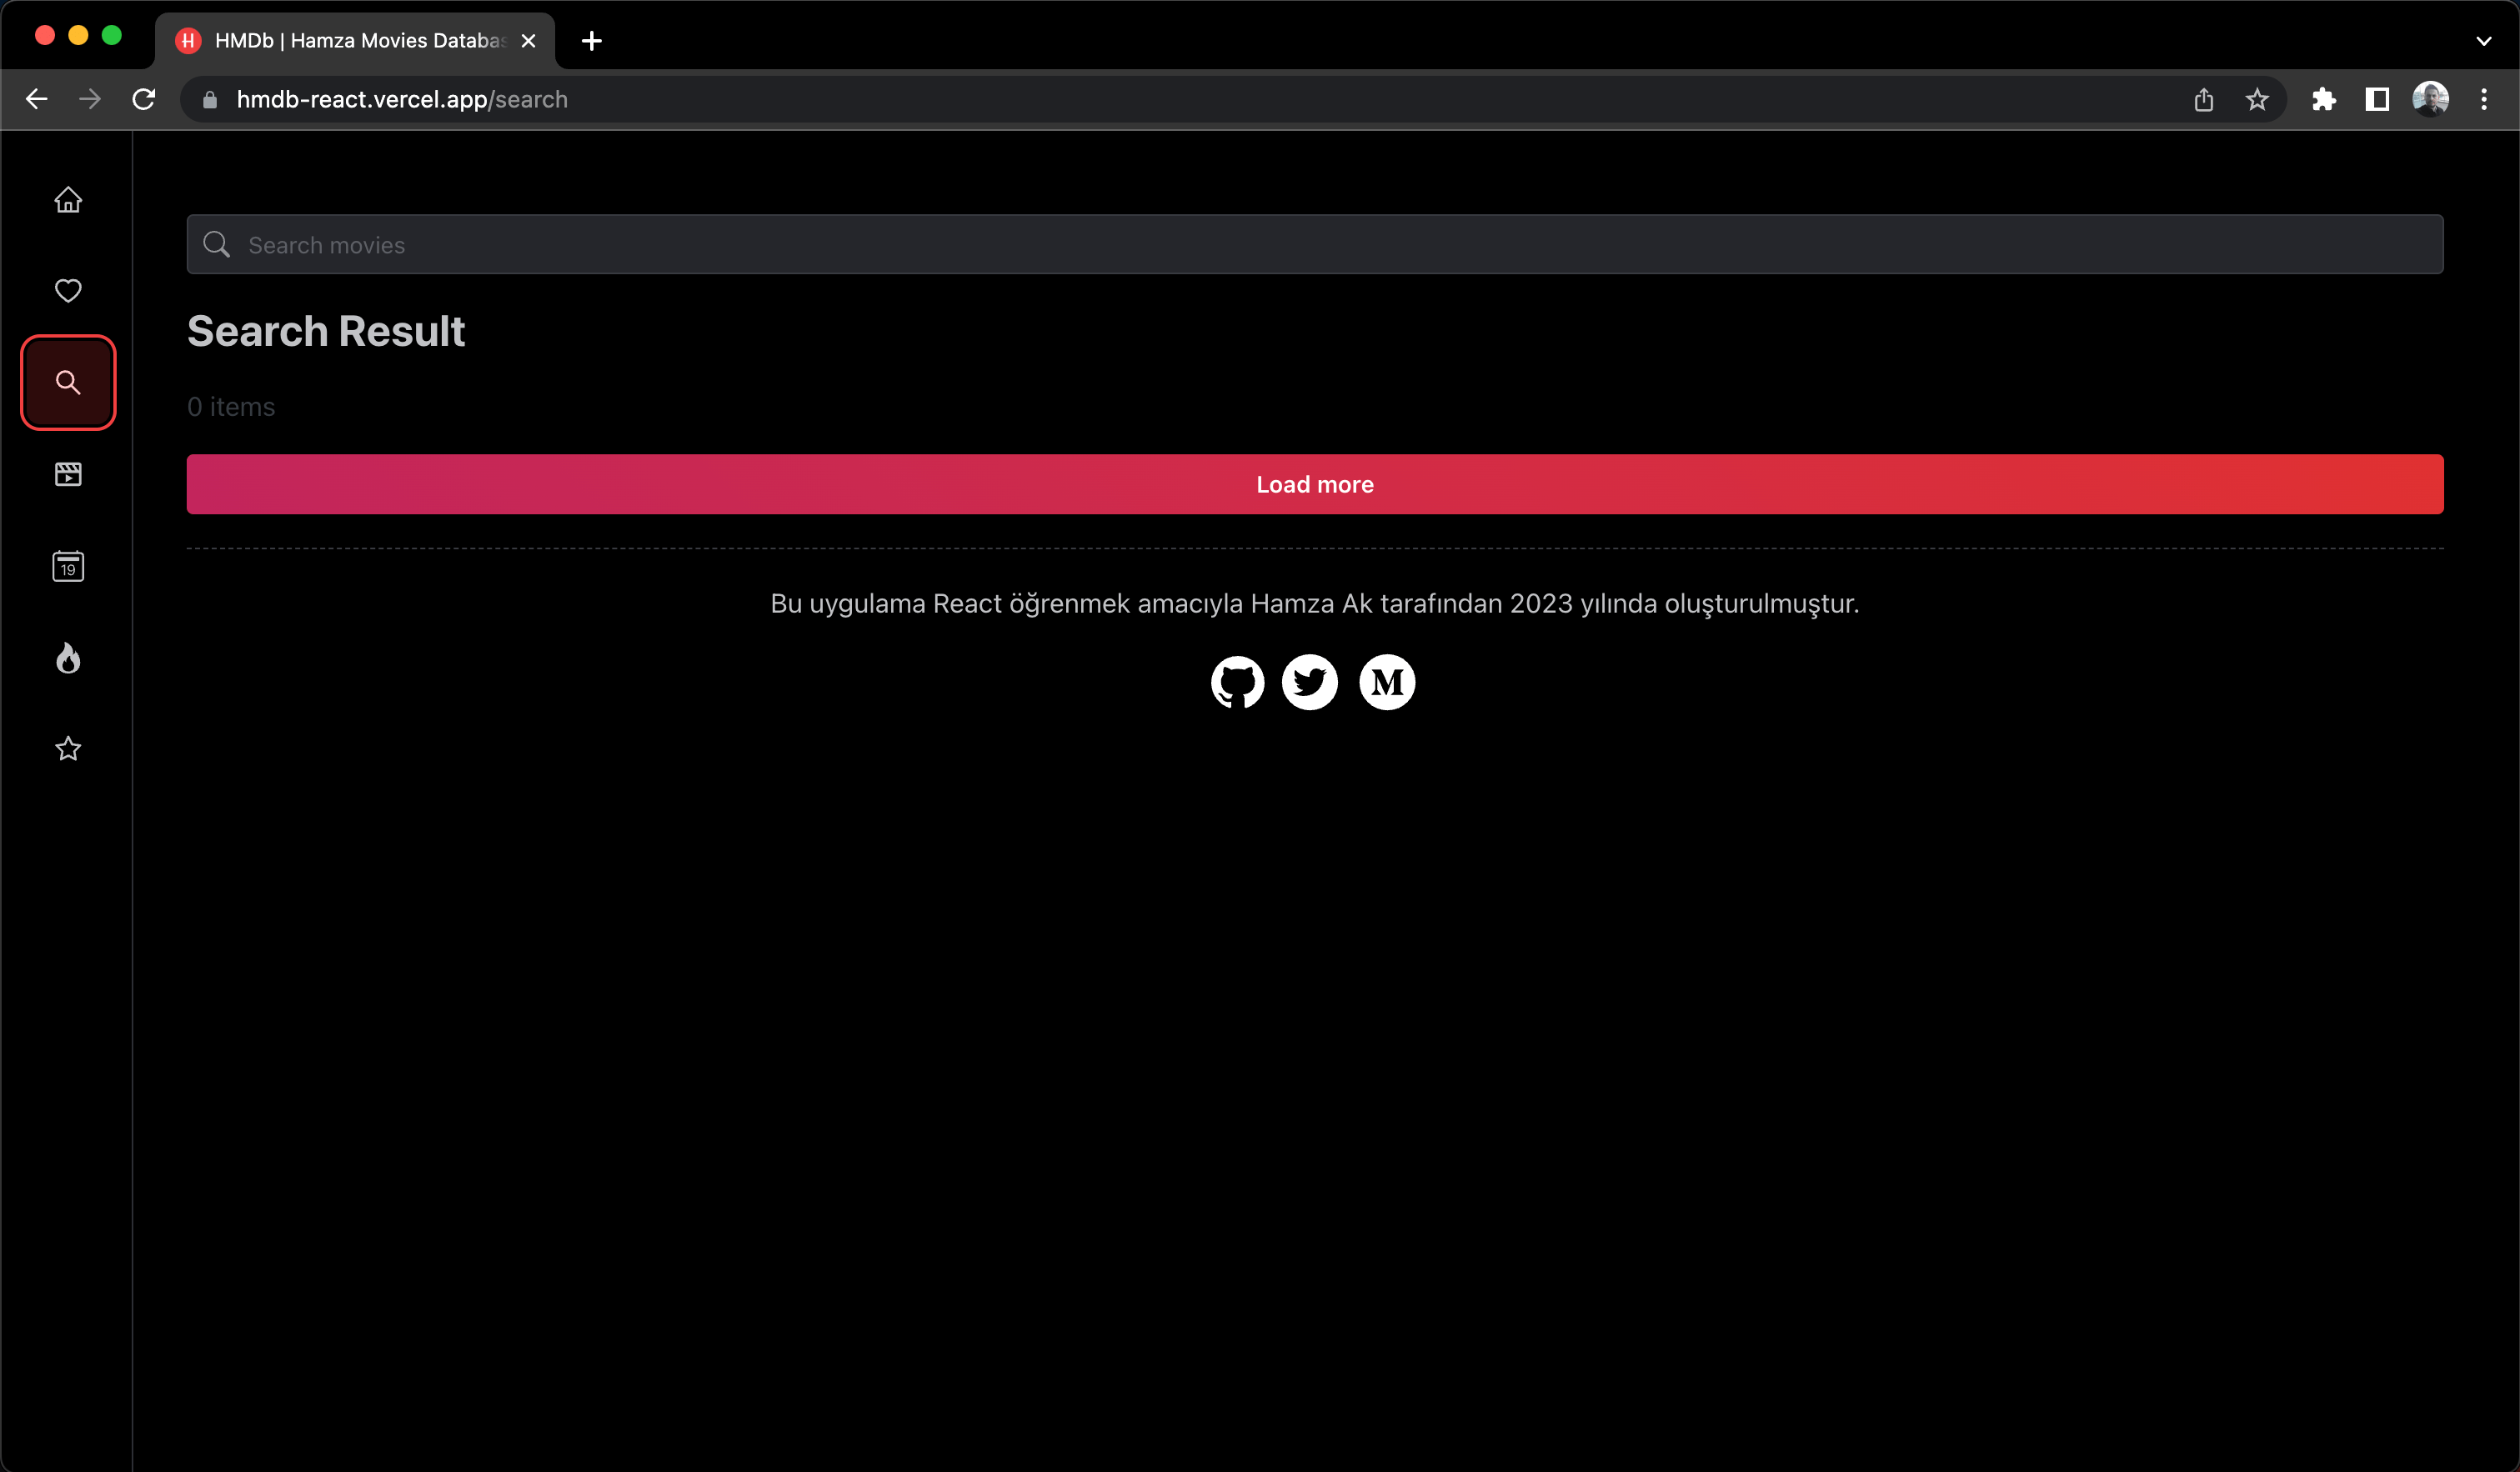 HMDb | Hamza Movies Databas
hmdb-react.vercel.app/search
Search movies
Search Result
0 items
Load more
19
Bu uygulama React öğrenmek amacıyla Hamza Ak tarafından 2023 yılında oluşturulmuştur.